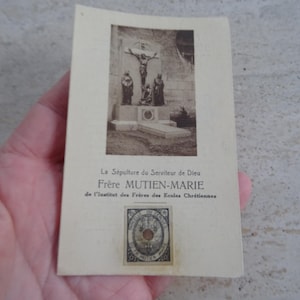 La Sépulture du Serviteur de Dieu
Frère MUTIEN-MARIE
de l'Institut des Frères des Ecoles Chrétiennes